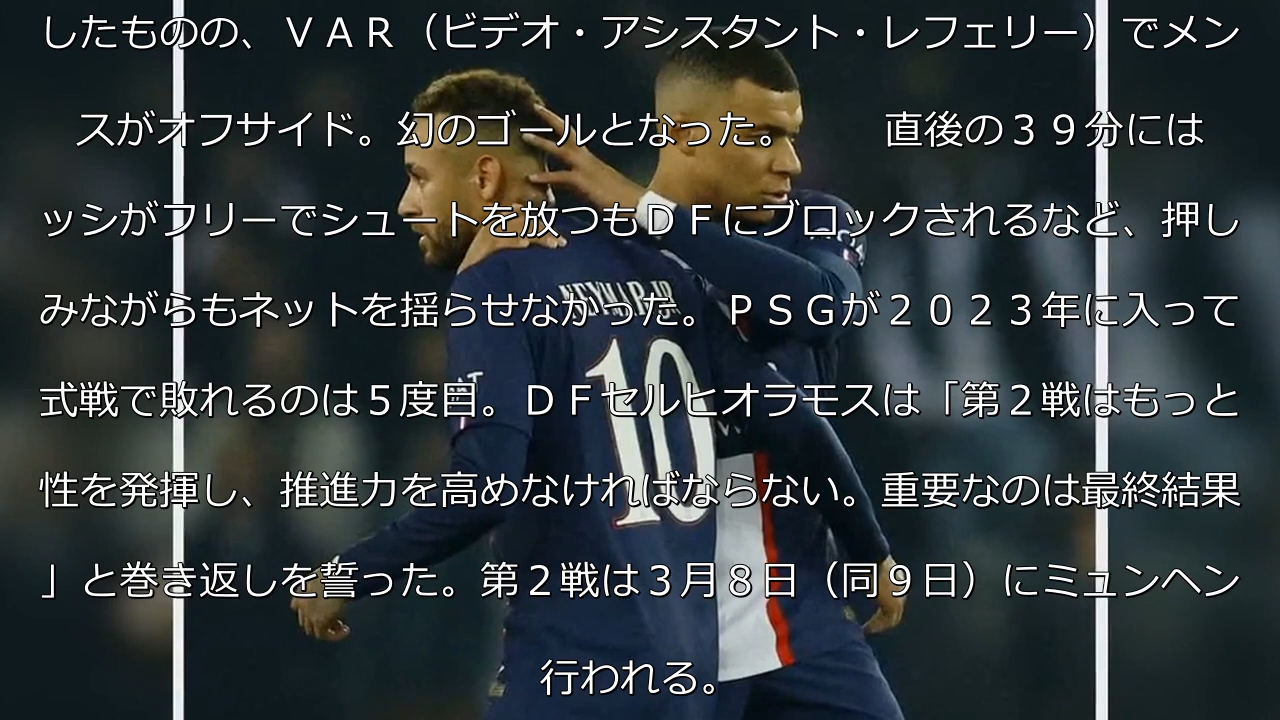 したものの、ＶＡＲ（ビデオ・アシスタント・レフェリー）でメン
スがオフサイド。幻のゴールとなった。　　　直後の３９分には
ッシがフリーでシュートを放つもＤＦにブロックされるなど、押し
みながらもネットを揺らせなかった。ＰＳＧが２０２３年に入って
式戦で敗れるのは５度目。ＤＦセルヒオラモスは「第２戦はもっと
性を発揮し、推進力を高めなければならない。重要なのは最終結果
」と巻き返しを誓った。第２戦は３月８日（同９日）にミュンヘン
行われる。
NEYMAR JR
10